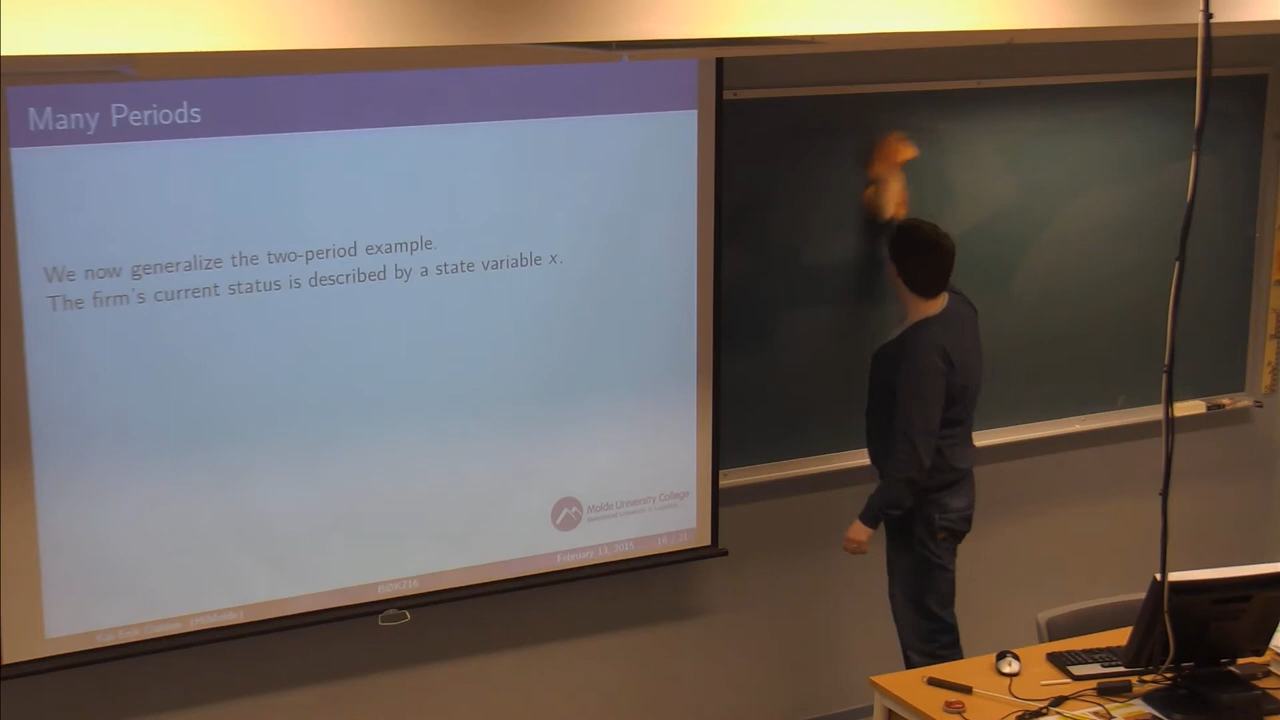 Many Periods
We now generalize the two-period example.
The firm's current status is described by a state variable x.
Molde University College
February 13, 2015
BØK716